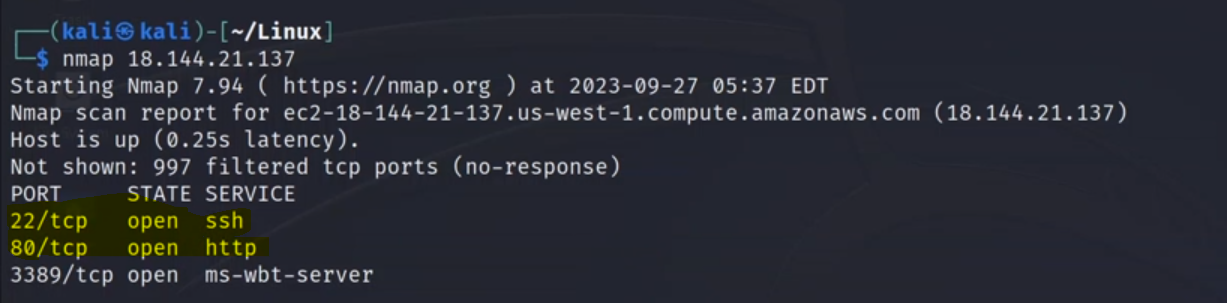 (kali㉿kali)-[~/Linux]
$ nmap 18.144.21.137
Starting Nmap 7.94 ( https://nmap.org ) at 2023-09-27 05:37 EDT
Nmap scan report for ec2-18-144-21-137.us-west-1.compute.amazonaws.com (18.144.21.137)
Host is up (0.25s latency).
Not shown: 997 filtered tcp ports (no-response)
PORT     STATE SERVICE
22/tcp   open  ssh
80/tcp   open  http
3389/tcp open  ms-wbt-server